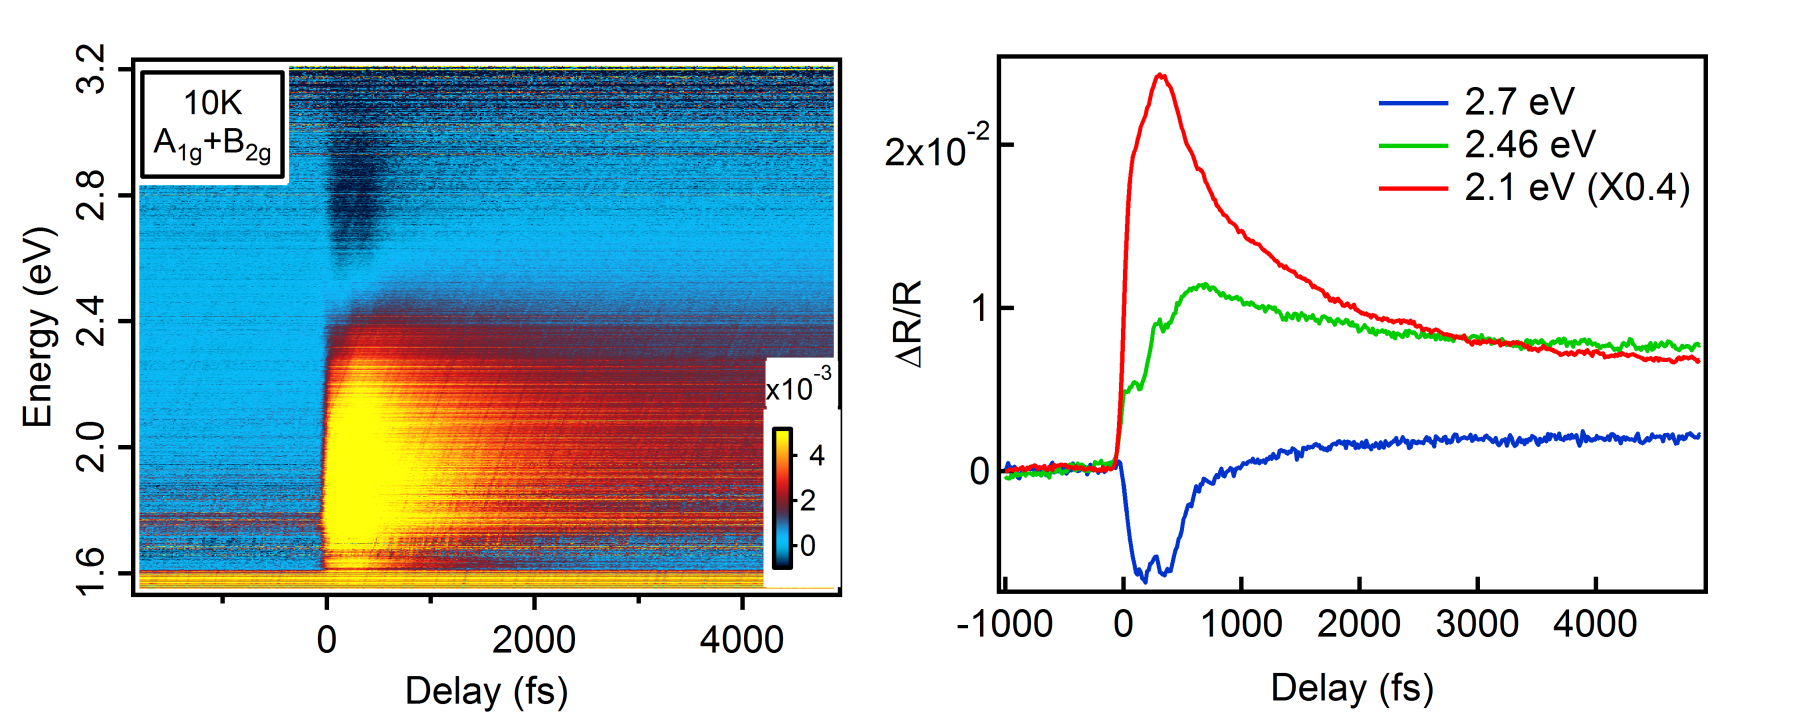 3.2
2.8
2.4
2.0
1.6
Energy (eV)
10K
A1g+B2g
x10-3
4
2
0
0
2000
4000
Delay (fs)
2x10-2
1
0
ΔR/R
2.7 eV
2.46 eV
2.1 eV (X0.4)
-1000
0
1000
2000
3000
4000
Delay (fs)